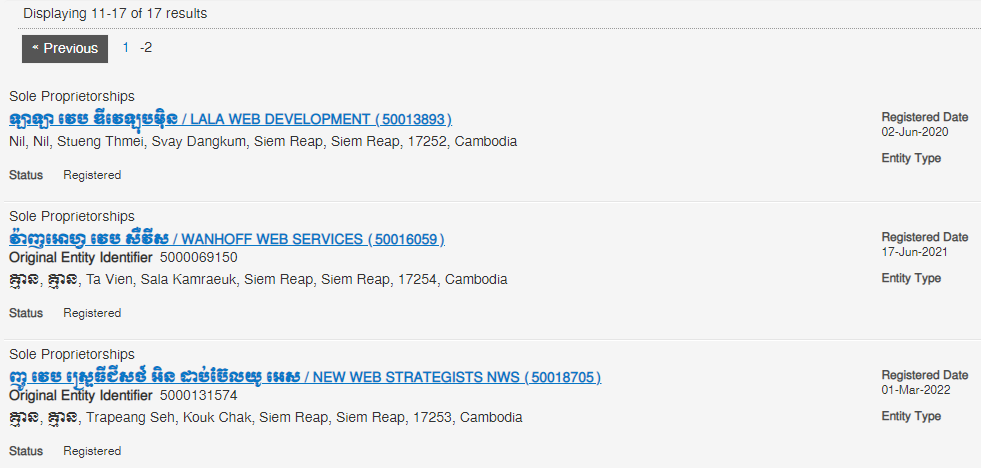 Displaying 11-17 of 17 results
« Previous 1 -2
Sole Proprietorships
ឡាឡា វេប ឌីវេឡុបម៉ិន / LALA WEB DEVELOPMENT (50013893)
Nil, Nil, Stueng Thmei, Svay Dangkum, Siem Reap, Siem Reap, 17252, Cambodia
Status Registered
Registered Date
02-Jun-2020
Entity Type
Sole Proprietorships
វ៉ាញអោហ្វ វេប សឺវីស / WANHOFF WEB SERVICES (50016059)
Original Entity Identifier 5000069150
គ្មាន, គ្មាន, Ta Vien, Sala Kamraeuk, Siem Reap, Siem Reap, 17254, Cambodia
Status Registered
Registered Date
17-Jun-2021
Entity Type
Sole Proprietorships
ញូ វេប ស្ត្រេធីជីសថ៍ អិន ដាប់ប៊ែលយូ អេស / NEW WEB STRATEGISTS NWS (50018705)
Original Entity Identifier 5000131574
គ្មាន, គ្មាន, Trapeang Seh, Kouk Chak, Siem Reap, Siem Reap, 17253, Cambodia
Status Registered
Registered Date
01-Mar-2022
Entity Type